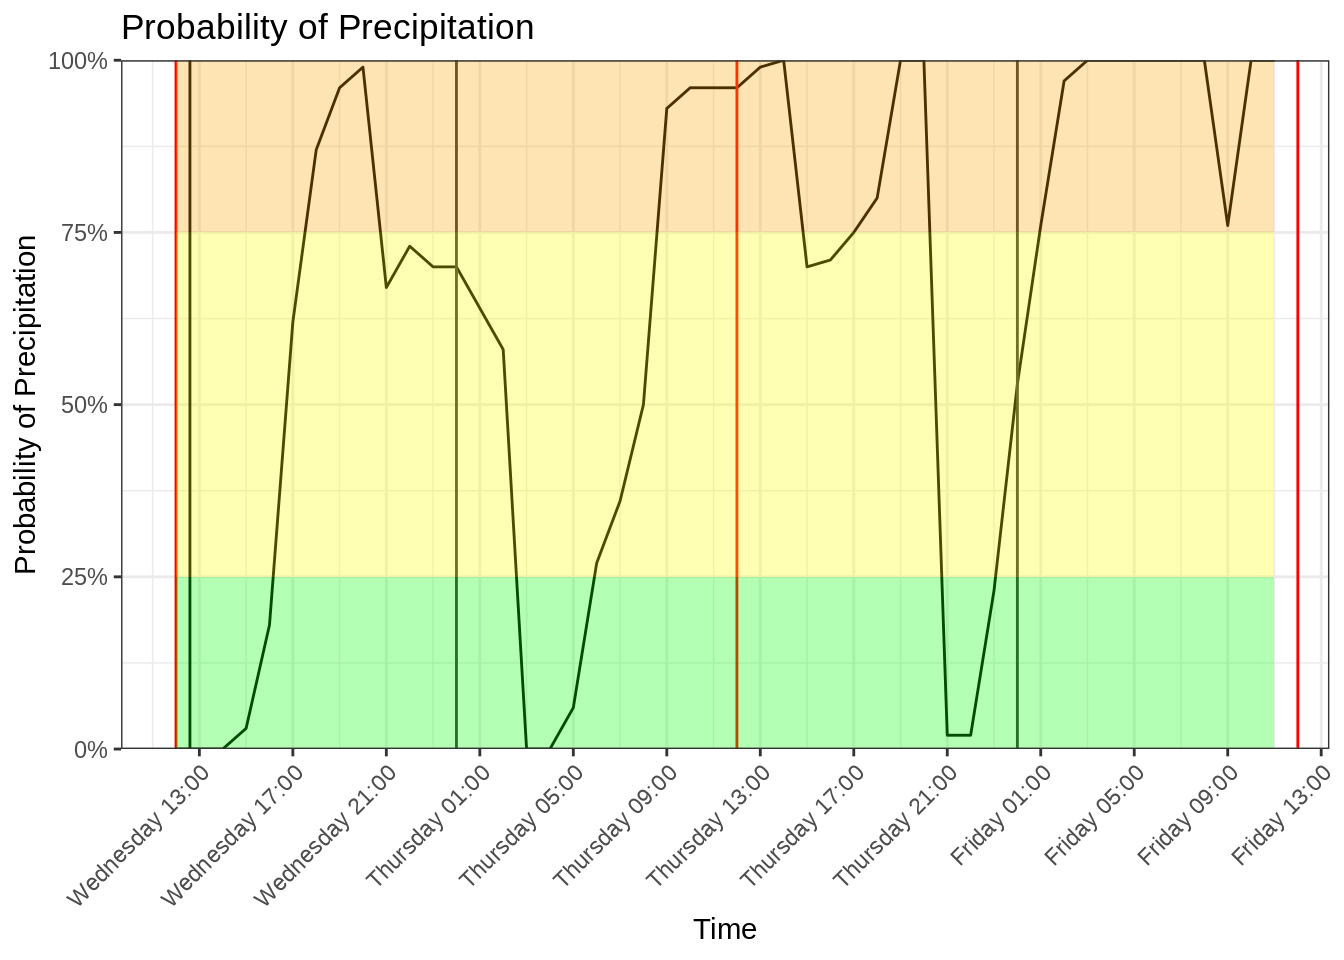 Probability of Precipitation
Probability of Precipitation
100%
75%
50%
25%
0%
Wednesday 13:00
Wednesday 17:00
Wednesday 21:00
Thursday 01:00
Thursday 05:00
Thursday 09:00
Thursday 13:00
Thursday 17:00
Thursday 21:00
Friday 01:00
Friday 05:00
Friday 09:00
Friday 13:00
Time